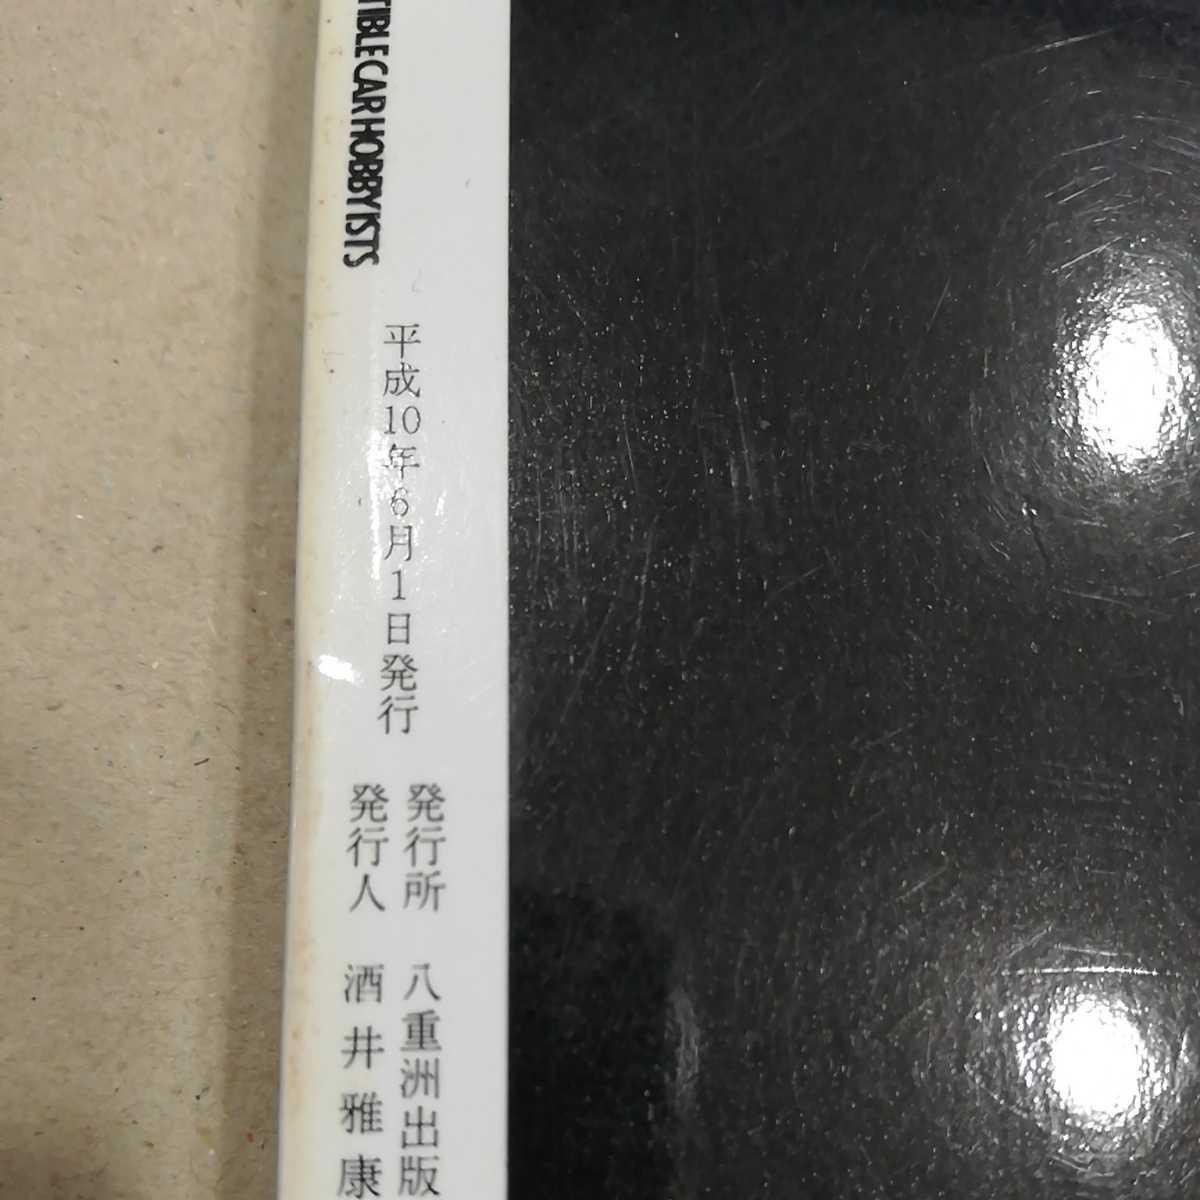 TIBLE CAR HOBBYISTS
平成10年6月1日発行
発行所 八重洲出版
発行人 酒井雅康